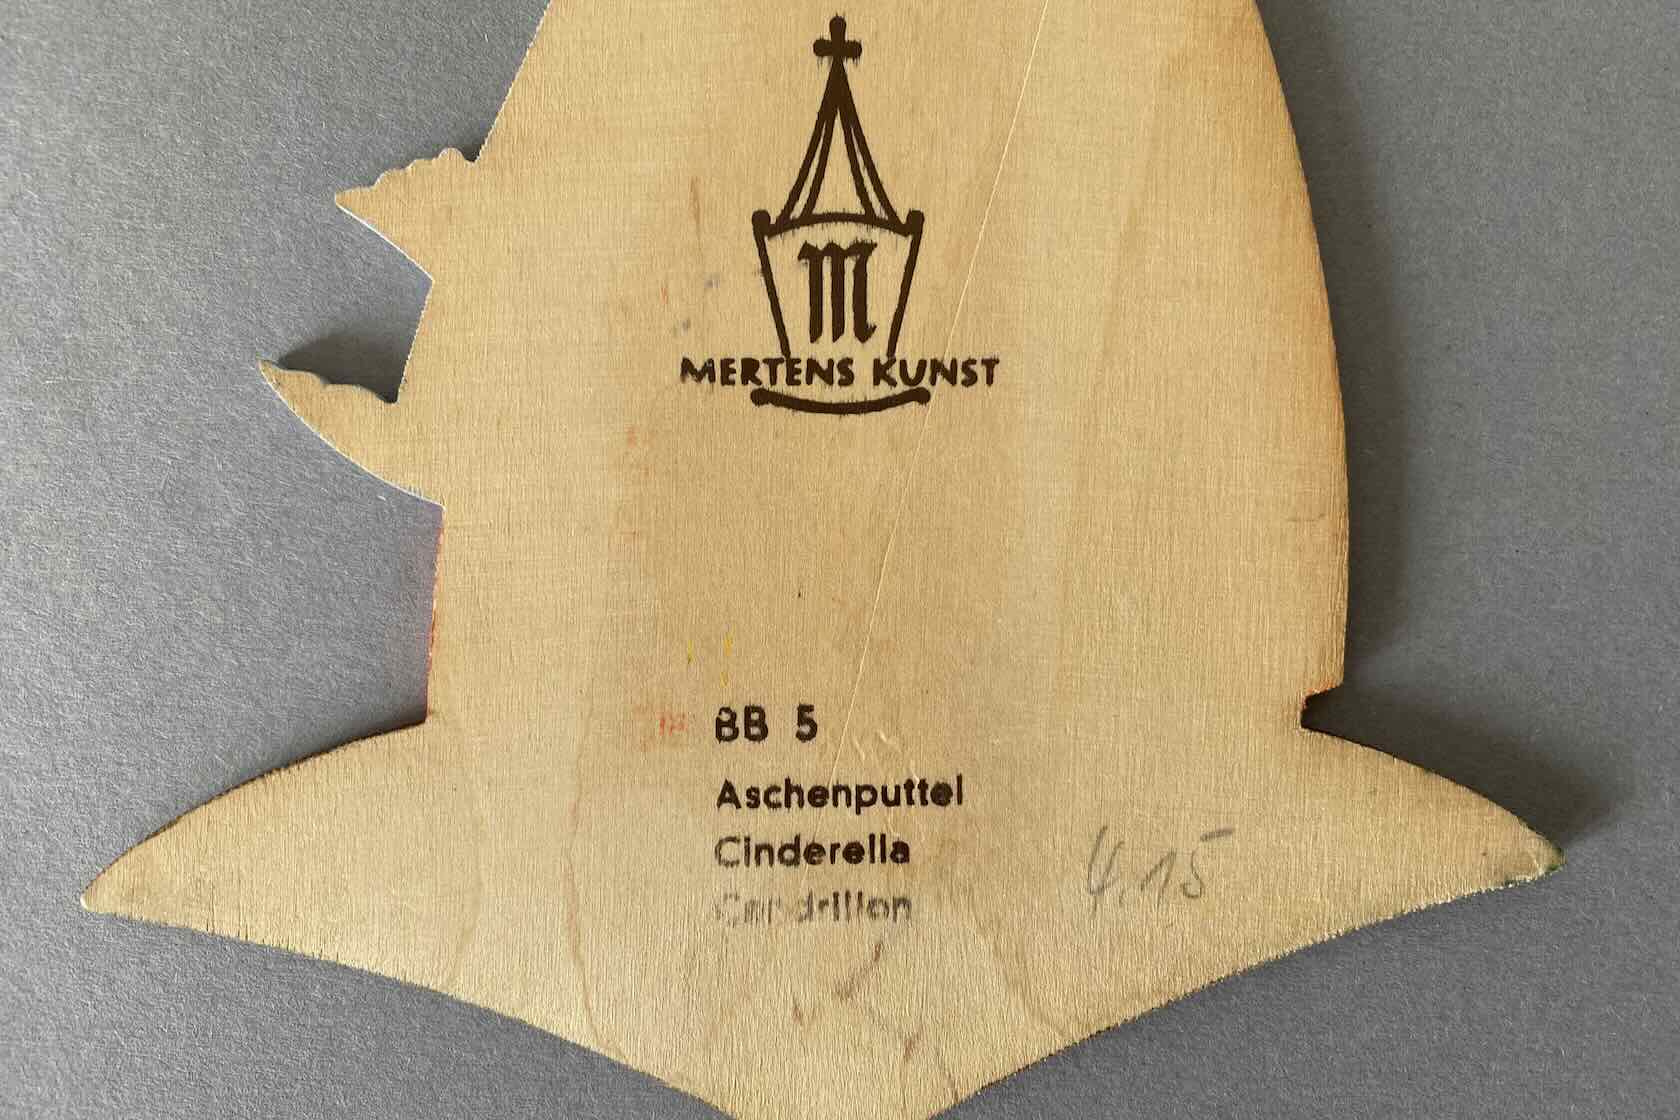 M
MERTENS KUNST
BB 5
Aschenputtel
Cinderella
Cendrillon
4.15